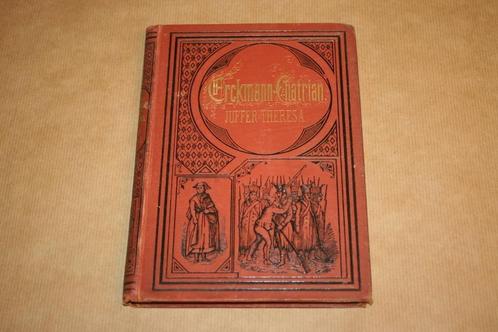 Erckmann-Chatrian.
JUFFER THERESA